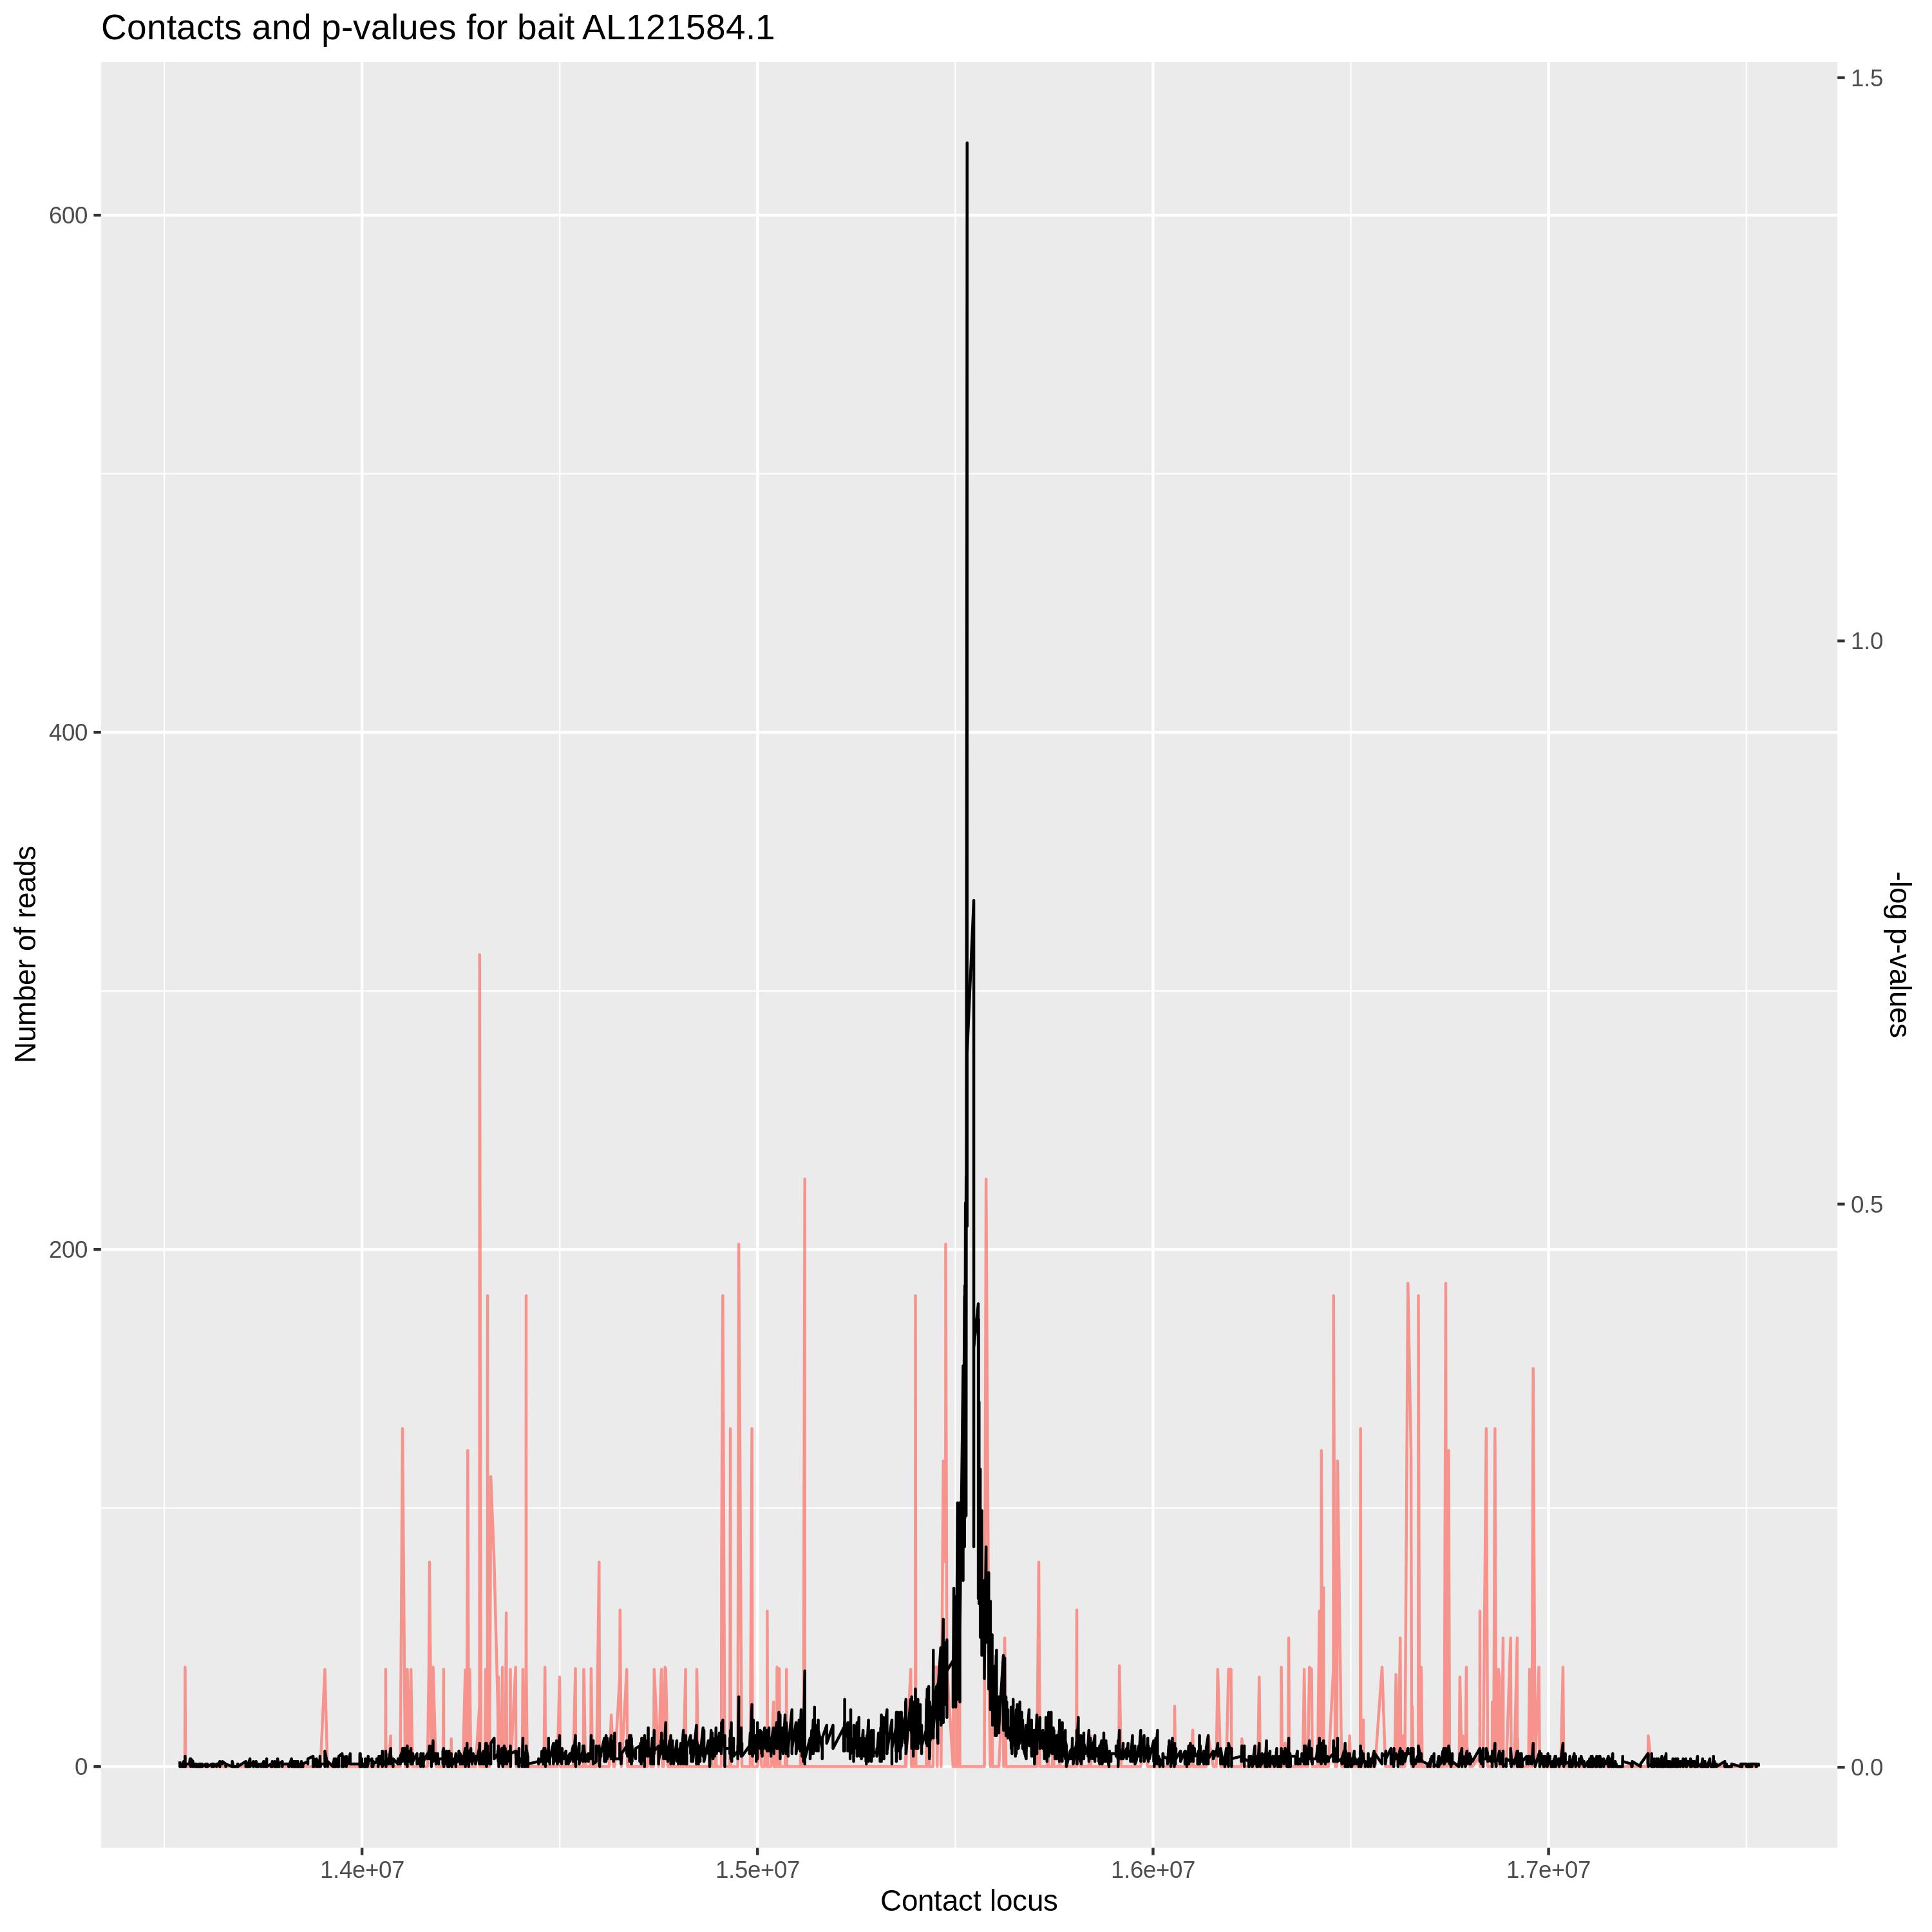 Contacts and p-values for bait AL121584.1
1.5
600
1.0
400
Number of reads
-log p-values
0.5
200
0
0.0
1.4e+07
1.5e+07
1.6e+07
1.7e+07
Contact locus